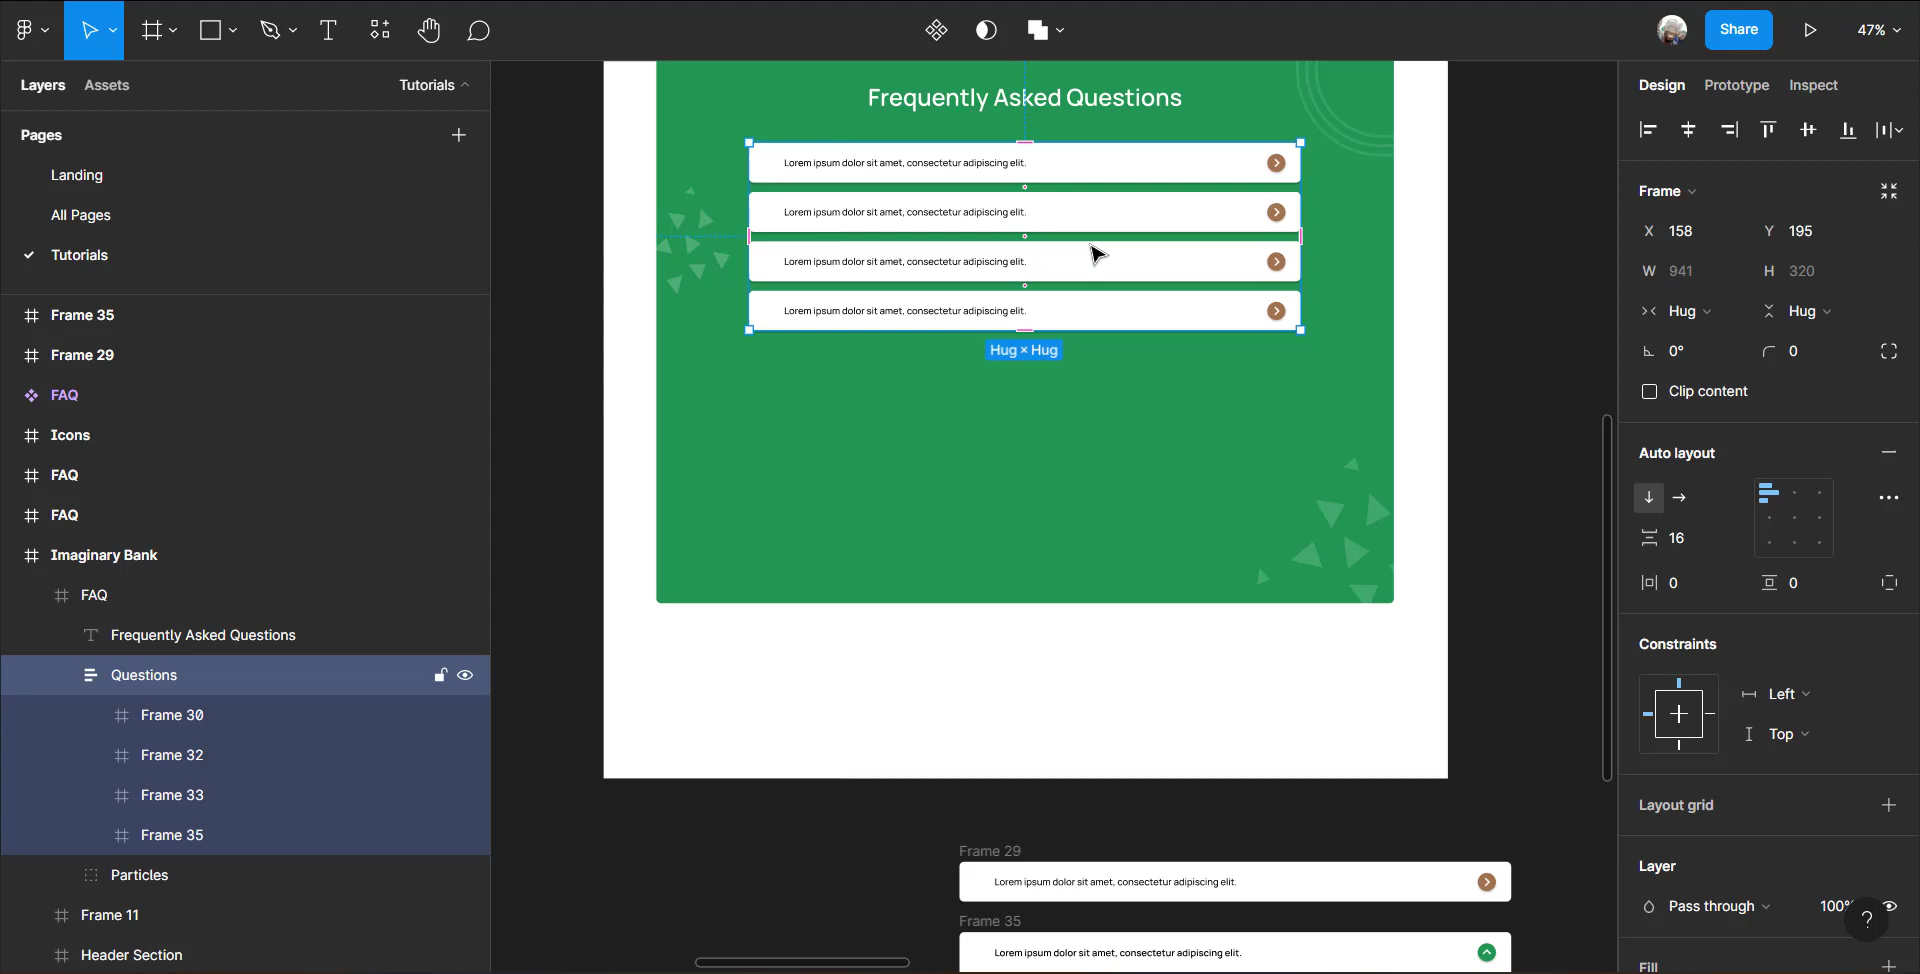 Share
47%
Layers
Assets
Tutorials
Pages
Landing
All Pages
Tutorials
Frame 35
Frame 29
FAQ
Icons
FAQ
FAQ
Imaginary Bank
FAQ
Frequently Asked Questions
Questions
Frame 30
Frame 32
Frame 33
Frame 35
Particles
Frame 11
Header Section
Frequently Asked Questions
Lorem ipsum dolor sit amet, consectetur adipiscing elit.
Lorem ipsum dolor sit amet, consectetur adipiscing elit.
Lorem ipsum dolor sit amet, consectetur adipiscing elit.
Lorem ipsum dolor sit amet, consectetur adipiscing elit.
Hug × Hug
Frame 29
Lorem ipsum dolor sit amet, consectetur adipiscing elit.
Frame 35
Lorem ipsum dolor sit amet, consectetur adipiscing elit.
Design
Prototype
Inspect
Frame
X 158
Y 195
W 941
H 320
Hug
Hug
0°
0
Clip content
Auto layout
16
0
0
Constraints
Left
Top
Layout grid
Layer
Pass through
100%
?
Fill